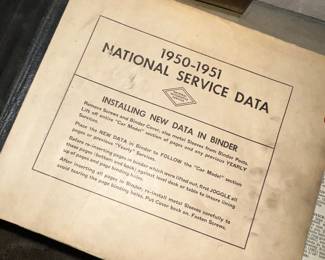 1950-1951
NATIONAL SERVICE DATA
INSTALLING NEW DATA IN BINDER
Remove Screws and Binder Cover, also metal Sleeves from Binder Posts.
Lift off entire "Car Model" section of pages and any previous YEARLY
Services.
Place the NEW DATA in Binder to FOLLOW the "Car Model" section
pages or previous "Yearly" Services.
Before re-inserting pages in binder which were lifted out, first JOGGLE all
these pages (bottom and back) against level desk or table to insure lining
up of pages and page binding holes.
After inserting all pages in Binder, re-install metal Sleeves carefully to
avoid tearing the page binding holes. Put Cover back on. Fasten Screws.